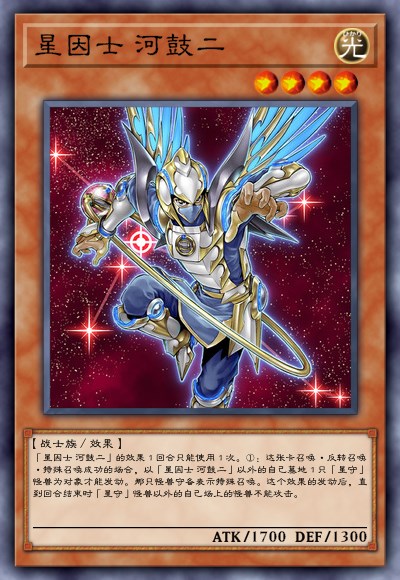 星因士 河鼓二
ひかり
光
【战士族/效果】
「星因士 河鼓二」的效果1回合只能使用1次。①：这张卡召唤·反转召唤
·特殊召唤成功的场合，以「星因士 河鼓二」以外的自己墓地1只「星守」
怪兽为对象才能发动。那只怪兽守备表示特殊召唤。这个效果的发动后，直
到回合结束时「星守」怪兽以外的自己场上的怪兽不能攻击。
ATK/1700 DEF/1300